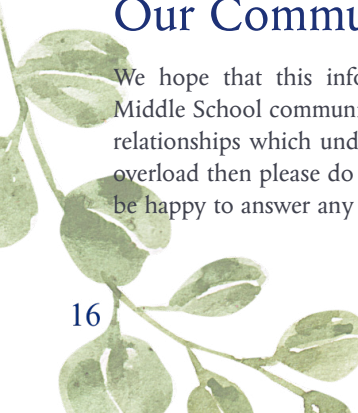 Our Commu
We hope that this info
Middle School communi
relationships which und
overload then please do
be happy to answer any
16